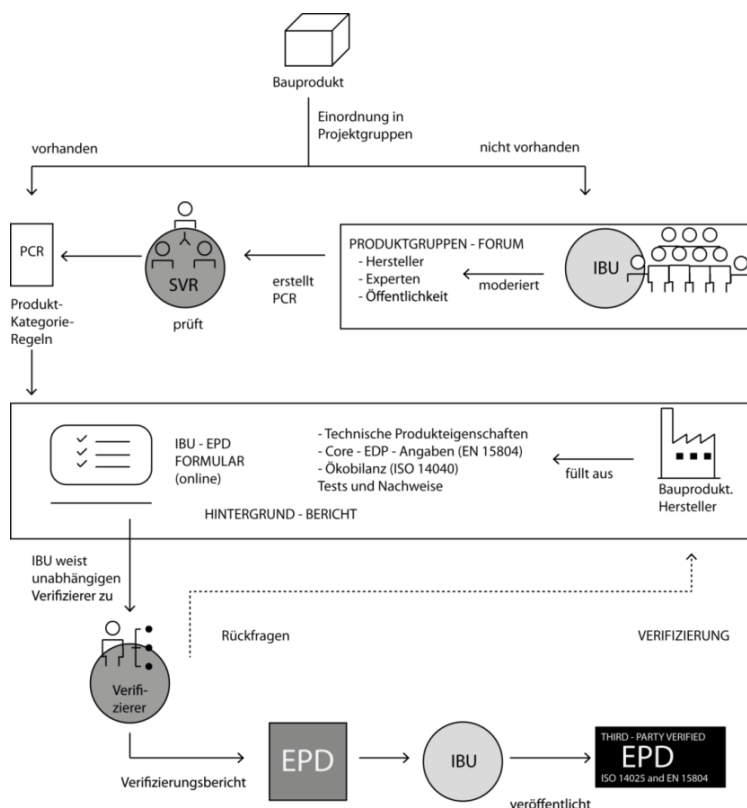 Bauprodukt
Einordnung in
Projektgruppen
vorhanden
nicht vorhanden
PCR
Produkt-
Kategorie-
Regeln
SVR
prüft
erstellt
PCR
PRODUKTGRUPPEN - FORUM
- Hersteller
- Experten
- Öffentlichkeit
moderiert
IBU
IBU - EPD
FORMULAR
(online)
- Technische Produkteigenschaften
- Core - EDP - Angaben (EN 15804)
- Ökobilanz (ISO 14040)
Tests und Nachweise
füllt aus
Bauprodukt.
Hersteller
HINTERGRUND - BERICHT
IBU weist
unabhängigen
Verifizierer zu
Rückfragen
VERIFIZIERUNG
Verifi-
zierer
Verifizierungsbericht
EPD
IBU
veröffentlicht
THIRD - PARTY VERIFIED
EPD
ISO 14025 and EN 15804